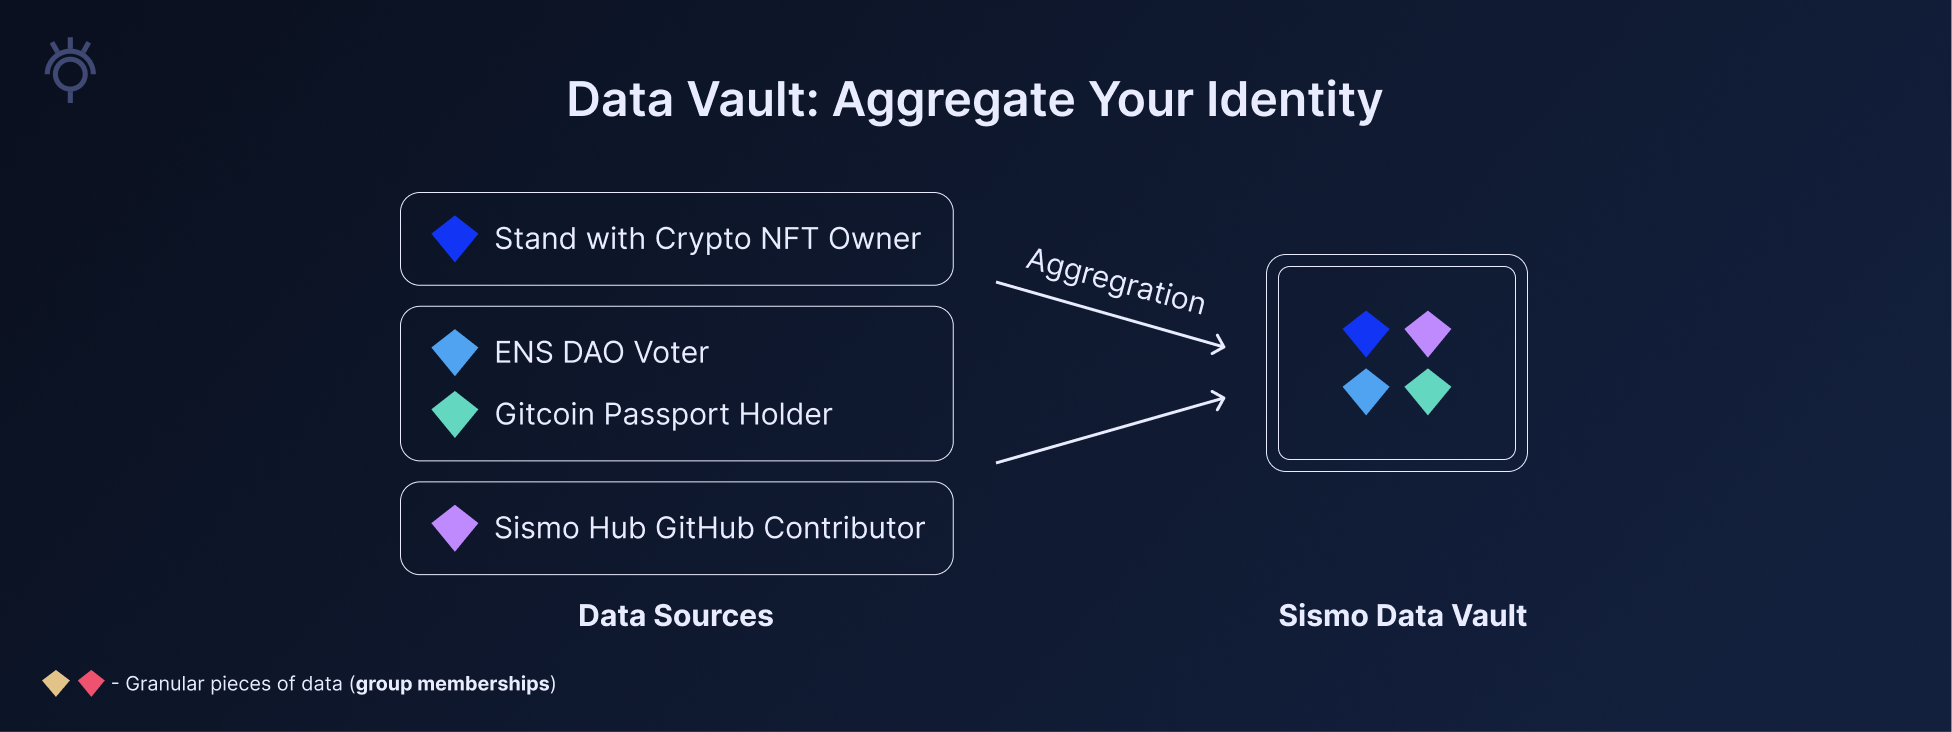 Data Vault: Aggregate Your Identity
Stand with Crypto NFT Owner
ENS DAO Voter
Gitcoin Passport Holder
Sismo Hub GitHub Contributor
Data Sources
Aggregration
Sismo Data Vault
- Granular pieces of data (group memberships)